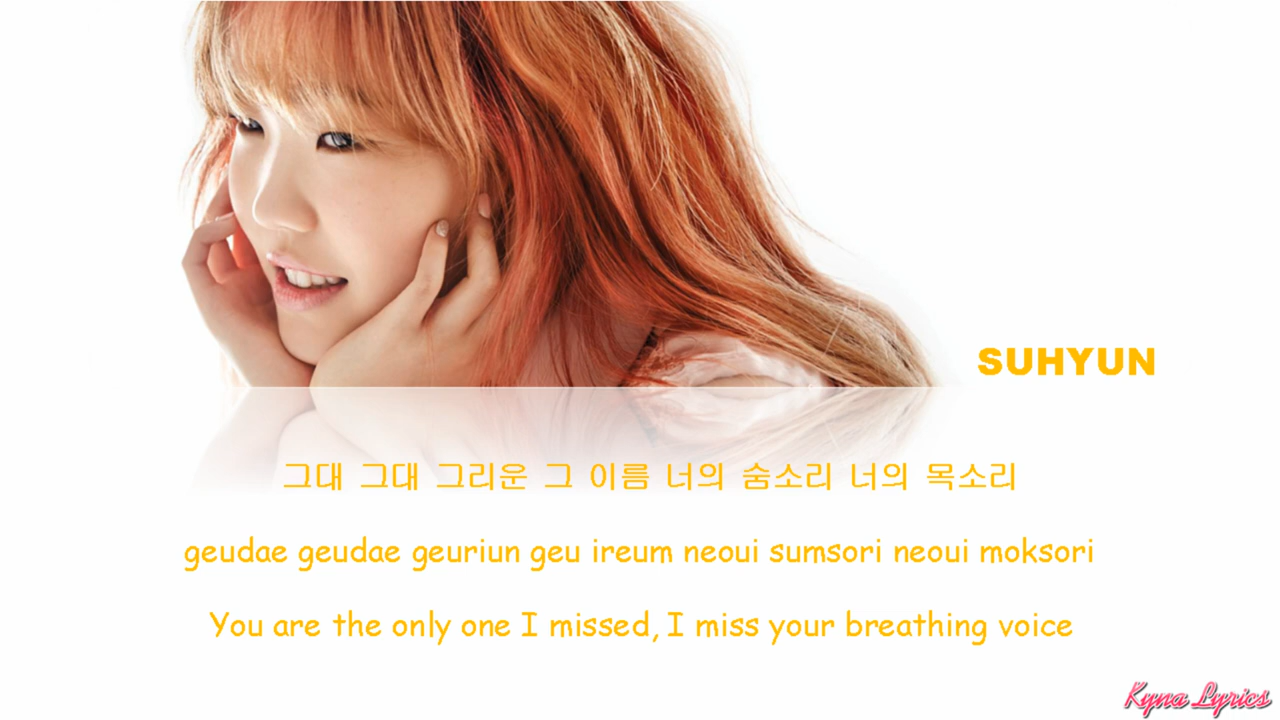 SUHYUN
그대 그대 그리운 그 이름 너의 숨소리 너의 목소리
geudae geudae geuriun geu ireum neoui sumsori neoui moksori
You are the only one I missed, I miss your breathing voice
Kyna Lyrics